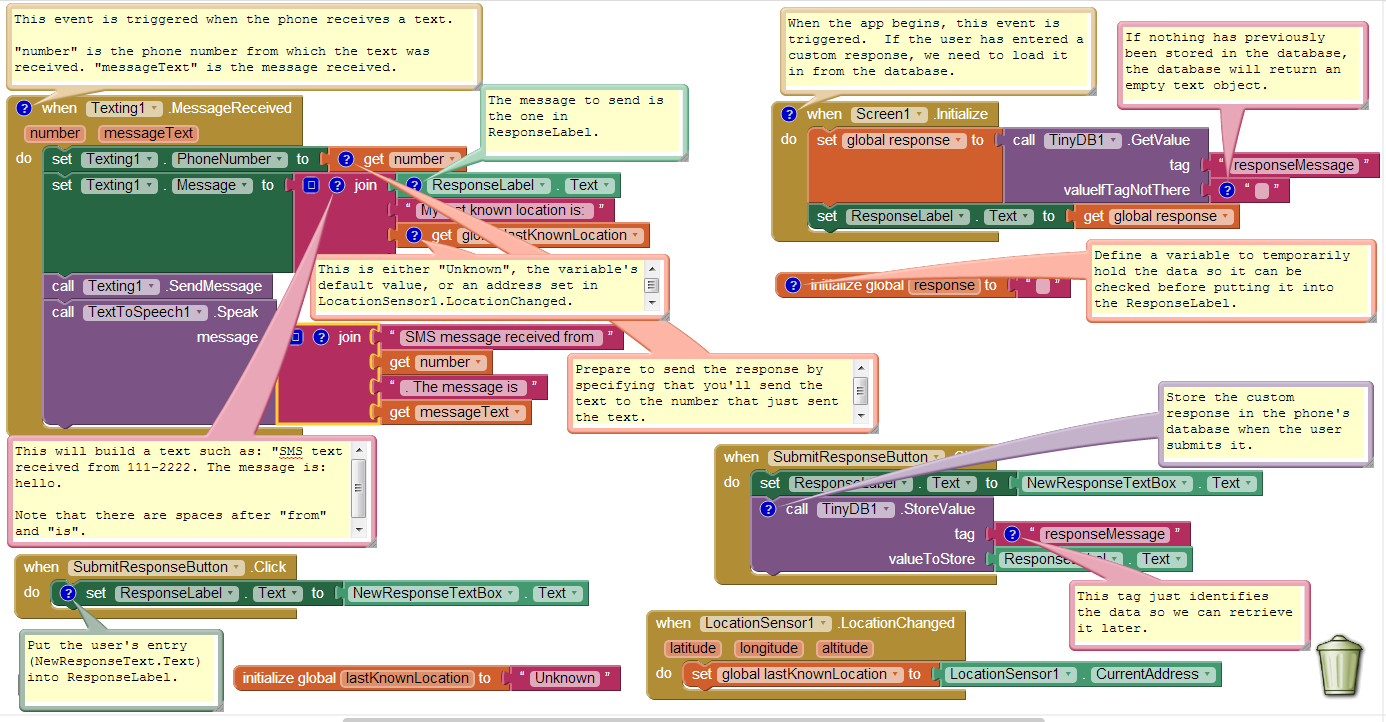 This event is triggered when the phone receives a text.
"number" is the phone number from which the text was
received. "messageText" is the message received.
when Texting1 .MessageReceived
number messageText
do set Texting1 . PhoneNumber to get number
set Texting1 . Message to join ResponseLabel . Text
" My last known location is: "
get global lastKnownLocation
call Texting1 .SendMessage
call TextToSpeech1 .Speak
message join " SMS message received from "
get number
" . The message is "
get messageText
The message to send is
the one in
ResponseLabel.
This is either "Unknown", the variable's
default value, or an address set in
LocationSensor1.LocationChanged.
Prepare to send the response by
specifying that you'll send the
text to the number that just sent
the text.
This will build a text such as: "SMS text
received from 111-2222. The message is:
hello.
Note that there are spaces after "from"
and "is".
when SubmitResponseButton .Click
do set ResponseLabel . Text to NewResponseTextBox . Text
Put the user's entry
(NewResponseText.Text)
into ResponseLabel.
initialize global lastKnownLocation to " Unknown "
When the app begins, this event is
triggered.  If the user has entered a
custom response, we need to load it
in from the database.
If nothing has previously
been stored in the database,
the database will return an
empty text object.
when Screen1 .Initialize
do set global response to call TinyDB1 .GetValue
tag " responseMessage "
valueIfTagNotThere " "
set ResponseLabel . Text to get global response
Define a variable to temporarily
hold the data so it can be
checked before putting it into
the ResponseLabel.
initialize global response to " "
Store the custom
response in the phone's
database when the user
submits it.
when SubmitResponseButton .Click
do set ResponseLabel . Text to NewResponseTextBox . Text
call TinyDB1 .StoreValue
tag " responseMessage "
valueToStore ResponseLabel . Text
This tag just identifies
the data so we can retrieve
it later.
when LocationSensor1 .LocationChanged
latitude longitude altitude
do set global lastKnownLocation to LocationSensor1 . CurrentAddress